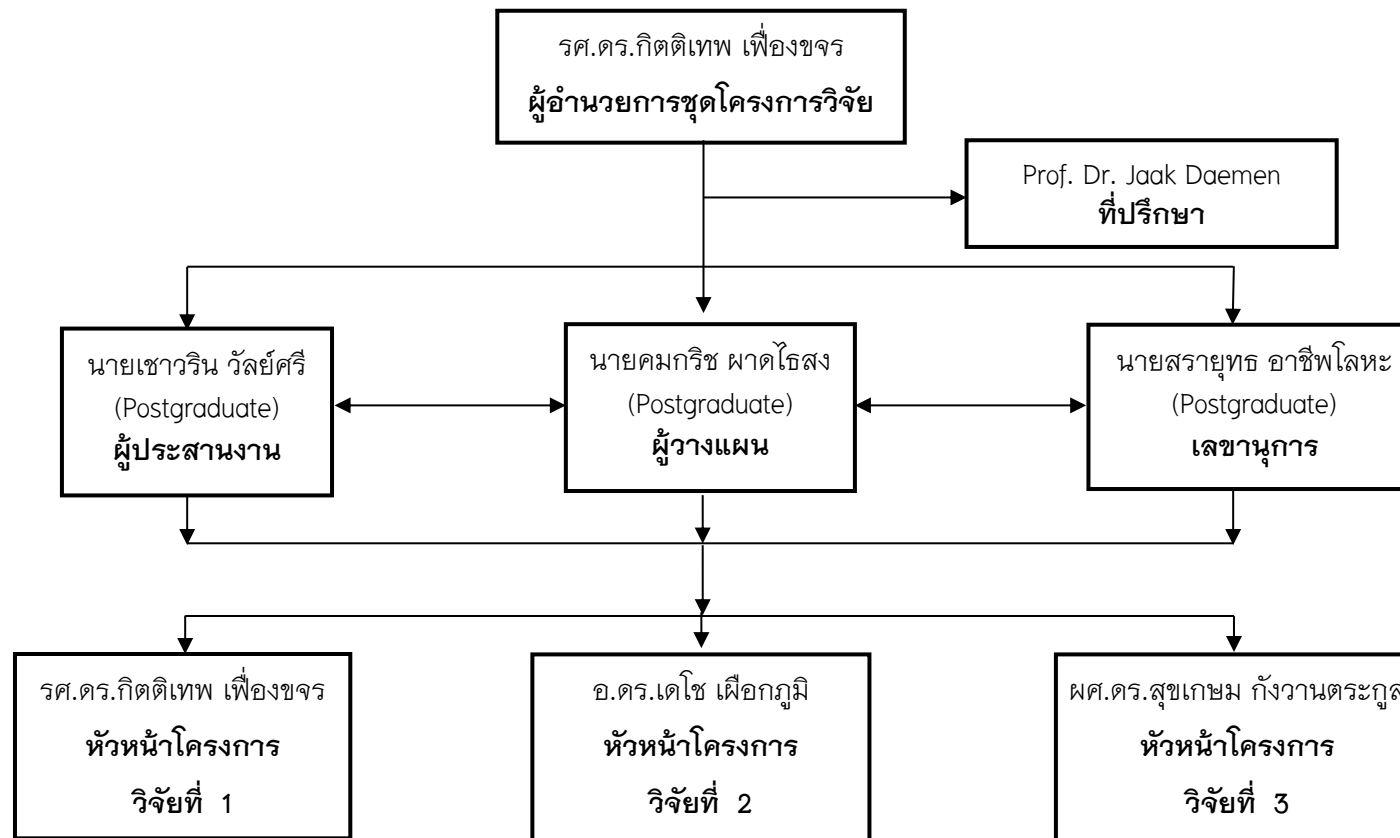 รศ.ดร.กิตติเทพ เฟื่องขจร
ผู้อำนวยการชุดโครงการวิจัย
Prof. Dr. Jaak Daemen
ที่ปรึกษา
นายเชาวริน วัลย์ศรี
(Postgraduate)
ผู้ประสานงาน
นายคมกริช ผาดไธสง
(Postgraduate)
ผู้วางแผน
นายสรายุทธ อาชีพโลหะ
(Postgraduate)
เลขานุการ
รศ.ดร.กิตติเทพ เฟื่องขจร
หัวหน้าโครงการ
วิจัยที่ 1
อ.ดร.เดโช เผือกภูมิ
หัวหน้าโครงการ
วิจัยที่ 2
ผศ.ดร.สุขเกษม กังวานตระกูล
หัวหน้าโครงการ
วิจัยที่ 3